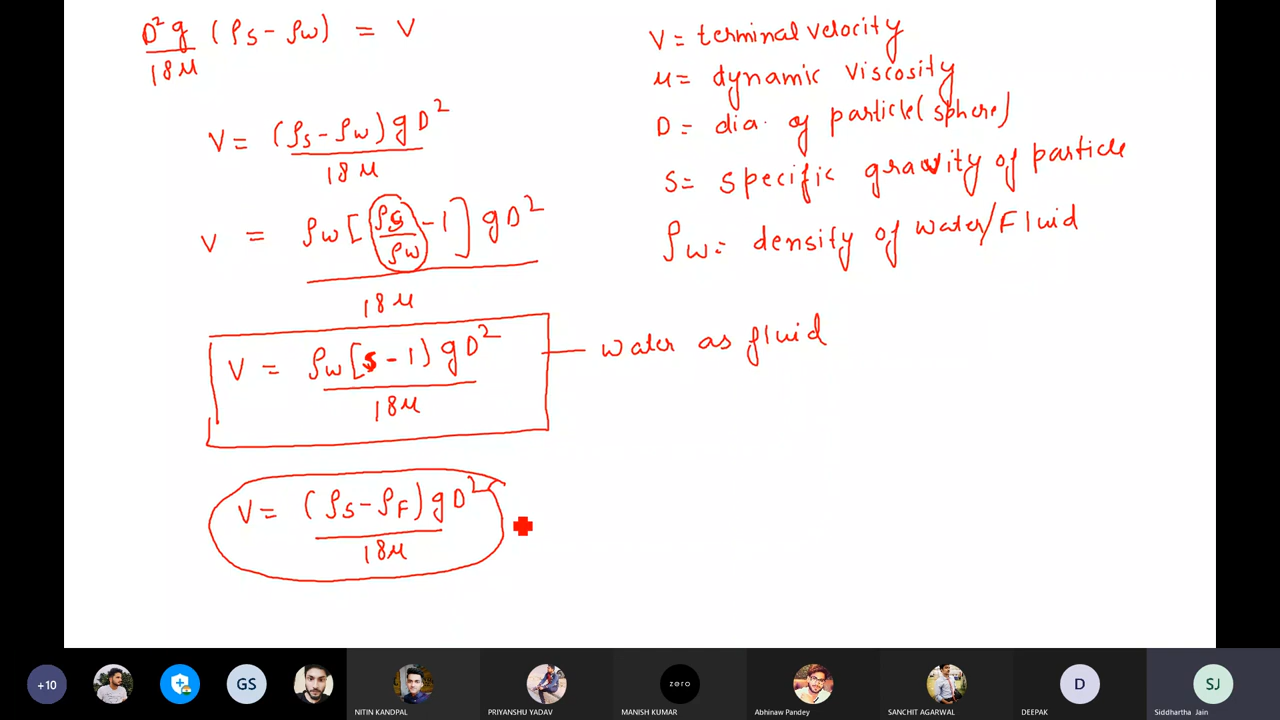 D²g/18μ (ρs - ρw) = V
V = (ρs - ρw) g D² / 18μ
V = ρw [ρs/ρw - 1] g D² / 18μ
V = ρw [s - 1) g D² / 18μ
water as fluid
V = (ρs - ρF) g D² / 18μ
V = terminal velocity
μ = dynamic viscosity
D = dia. of particle (sphere)
S = specific gravity of particle
ρw = density of water/Fluid
+10
GS
NITIN KANDPAL
PRIYANSHU YADAV
zero
MANISH KUMAR
Abhinaw Pandey
SANCHIT AGARWAL
D
DEEPAK
SJ
Siddhartha Jain